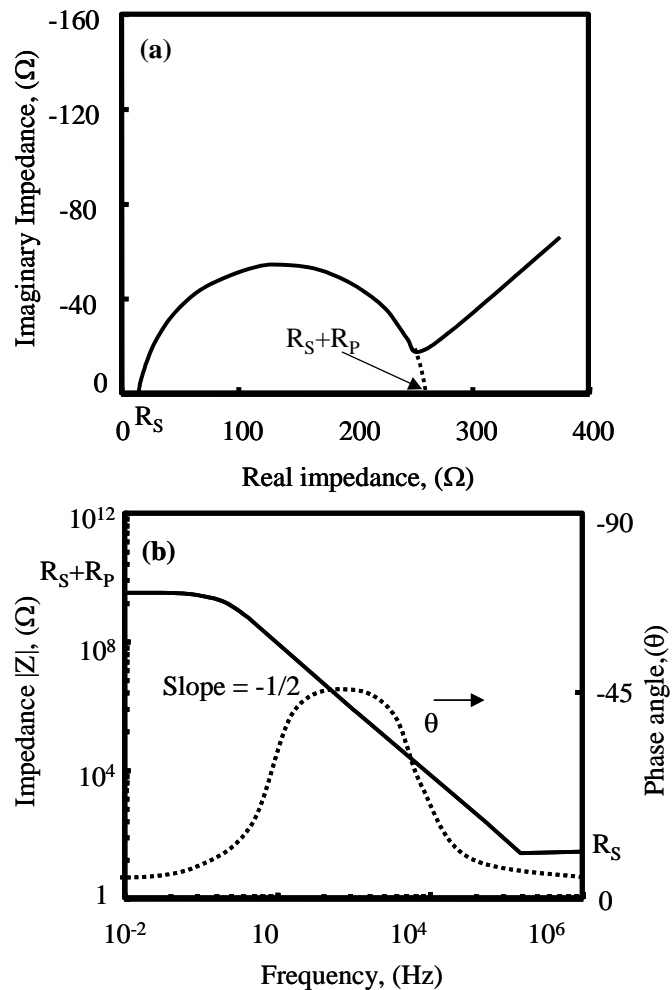 -160
(a)
-120
-80
-40
0
Imaginary Impedance, (Ω)
R_S+R_P
0 R_S 100 200 300 400
Real impedance, (Ω)
10^12
(b)
-90
R_S+R_P
10^8
Slope = -1/2
-45
θ
10^4
R_S
1
0
Impedance |Z|, (Ω)
Phase angle,(θ)
10^-2 10 10^4 10^6
Frequency, (Hz)